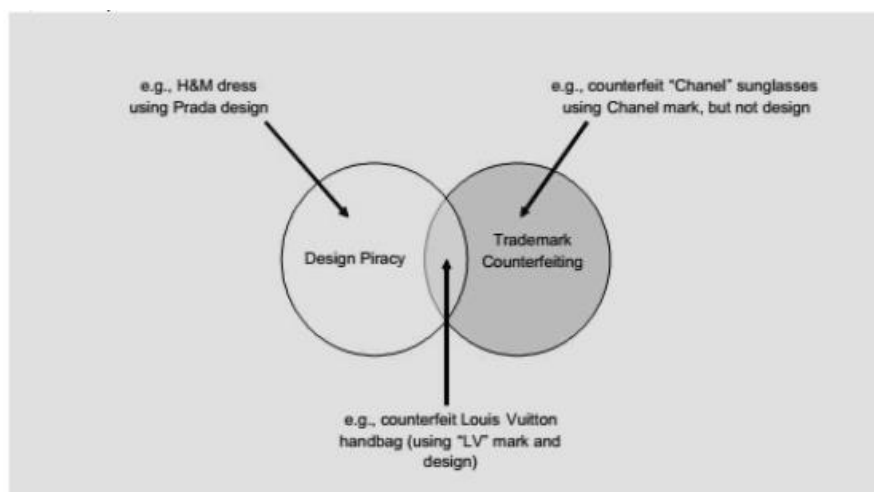 e.g., H&M dress
using Prada design
e.g., counterfeit "Chanel" sunglasses
using Chanel mark, but not design
Design Piracy
Trademark
Counterfeiting
e.g., counterfeit Louis Vuitton
handbag (using "LV" mark and
design)